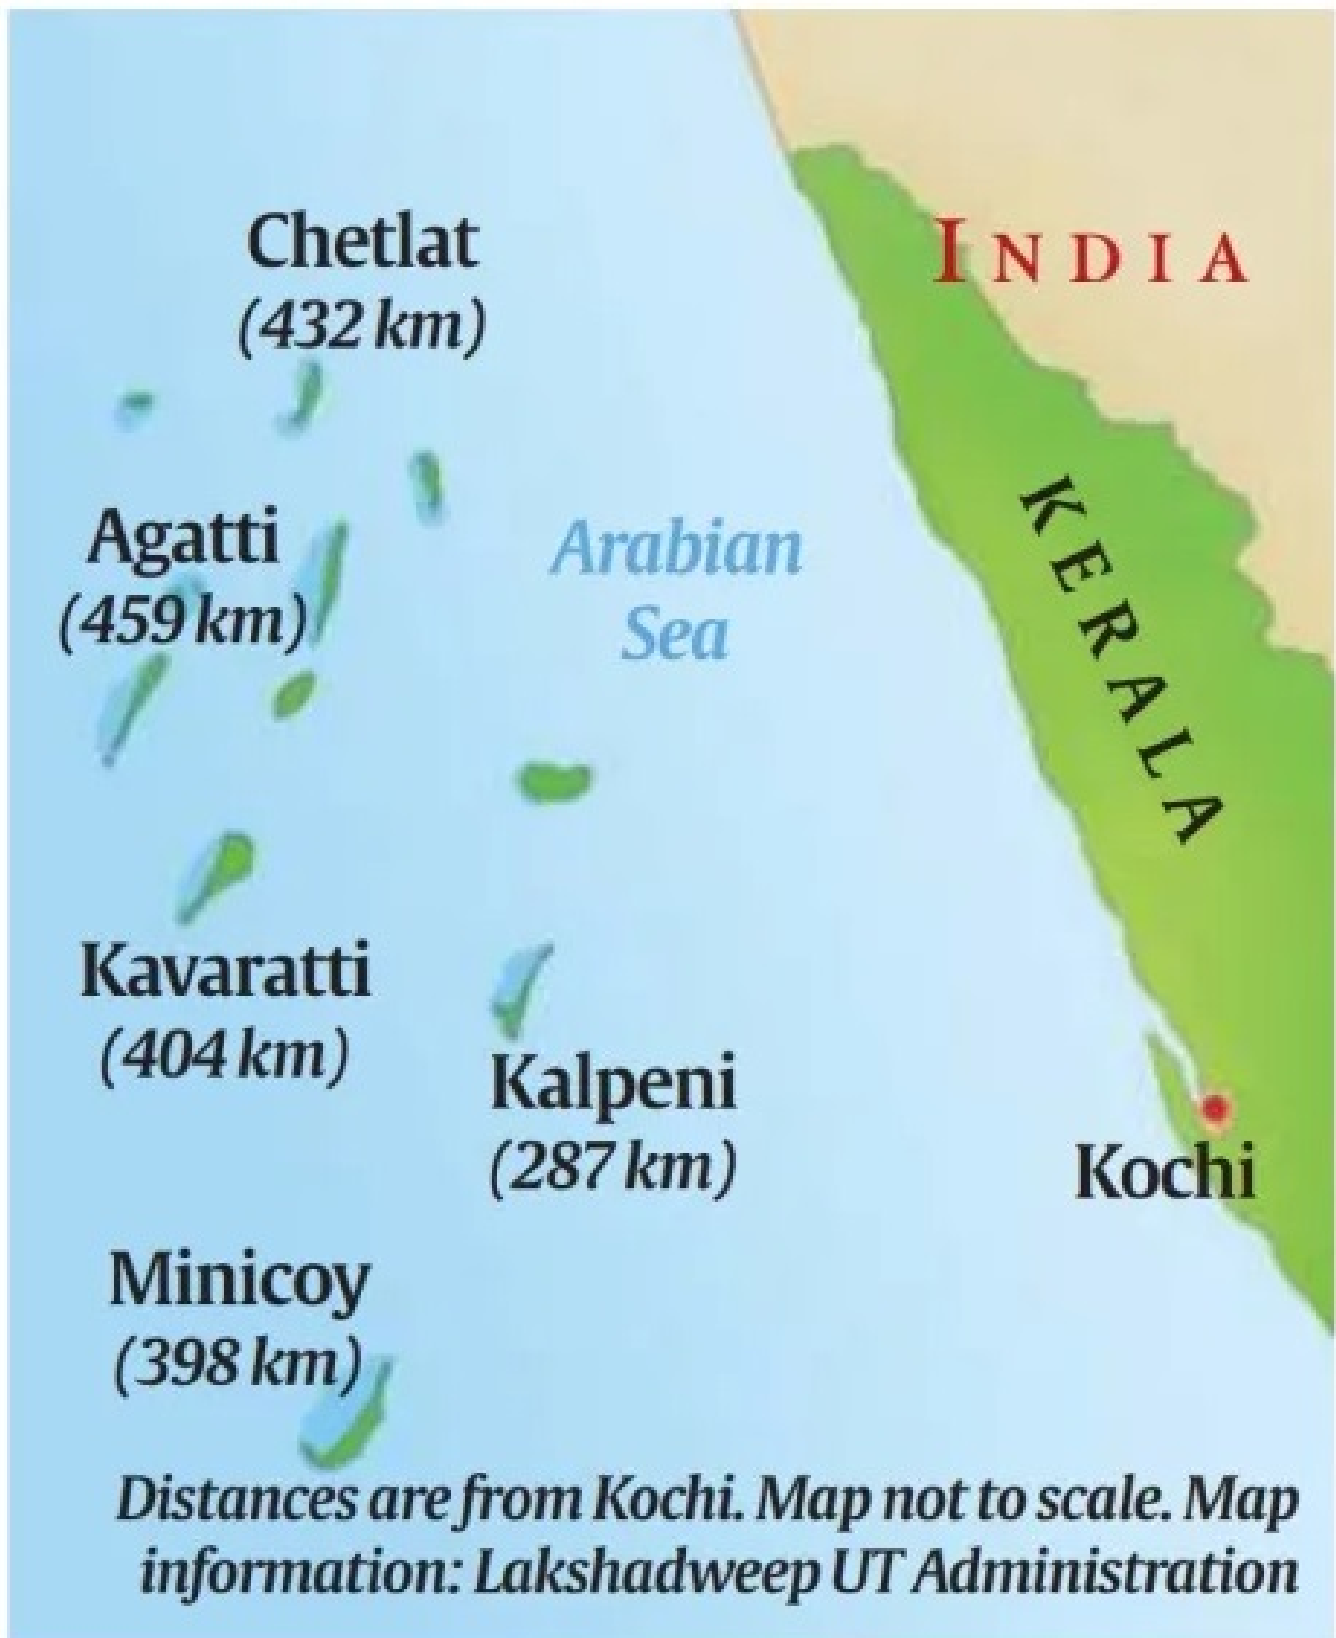 Chetlat
(432 km)
INDIA
KERALA
Agatti
(459 km)
Arabian
Sea
Kavaratti
(404 km)
Kalpeni
(287 km)
Kochi
Minicoy
(398 km)
Distances are from Kochi. Map not to scale. Map
information: Lakshadweep UT Administration